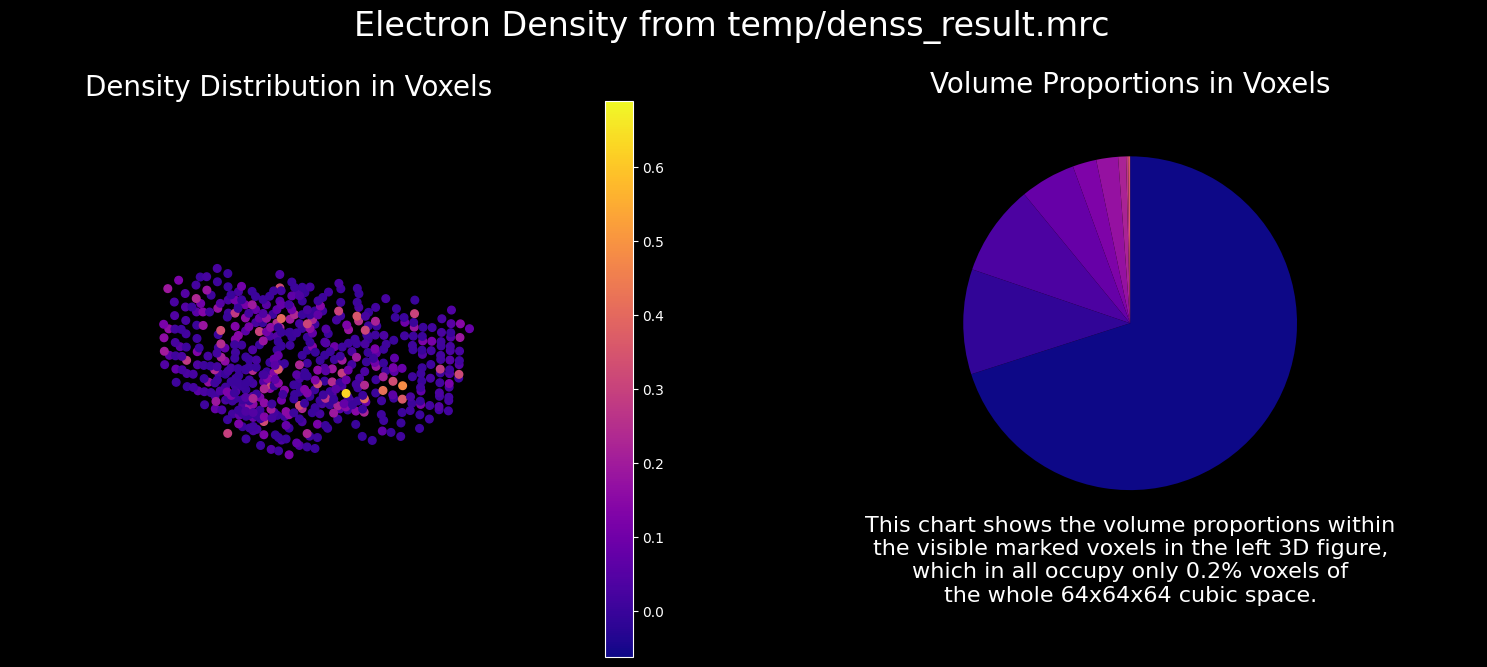 Electron Density from temp/denss_result.mrc
Density Distribution in Voxels
0.6
0.5
0.4
0.3
0.2
0.1
0.0
Volume Proportions in Voxels
This chart shows the volume proportions within
the visible marked voxels in the left 3D figure,
which in all occupy only 0.2% voxels of
the whole 64x64x64 cubic space.